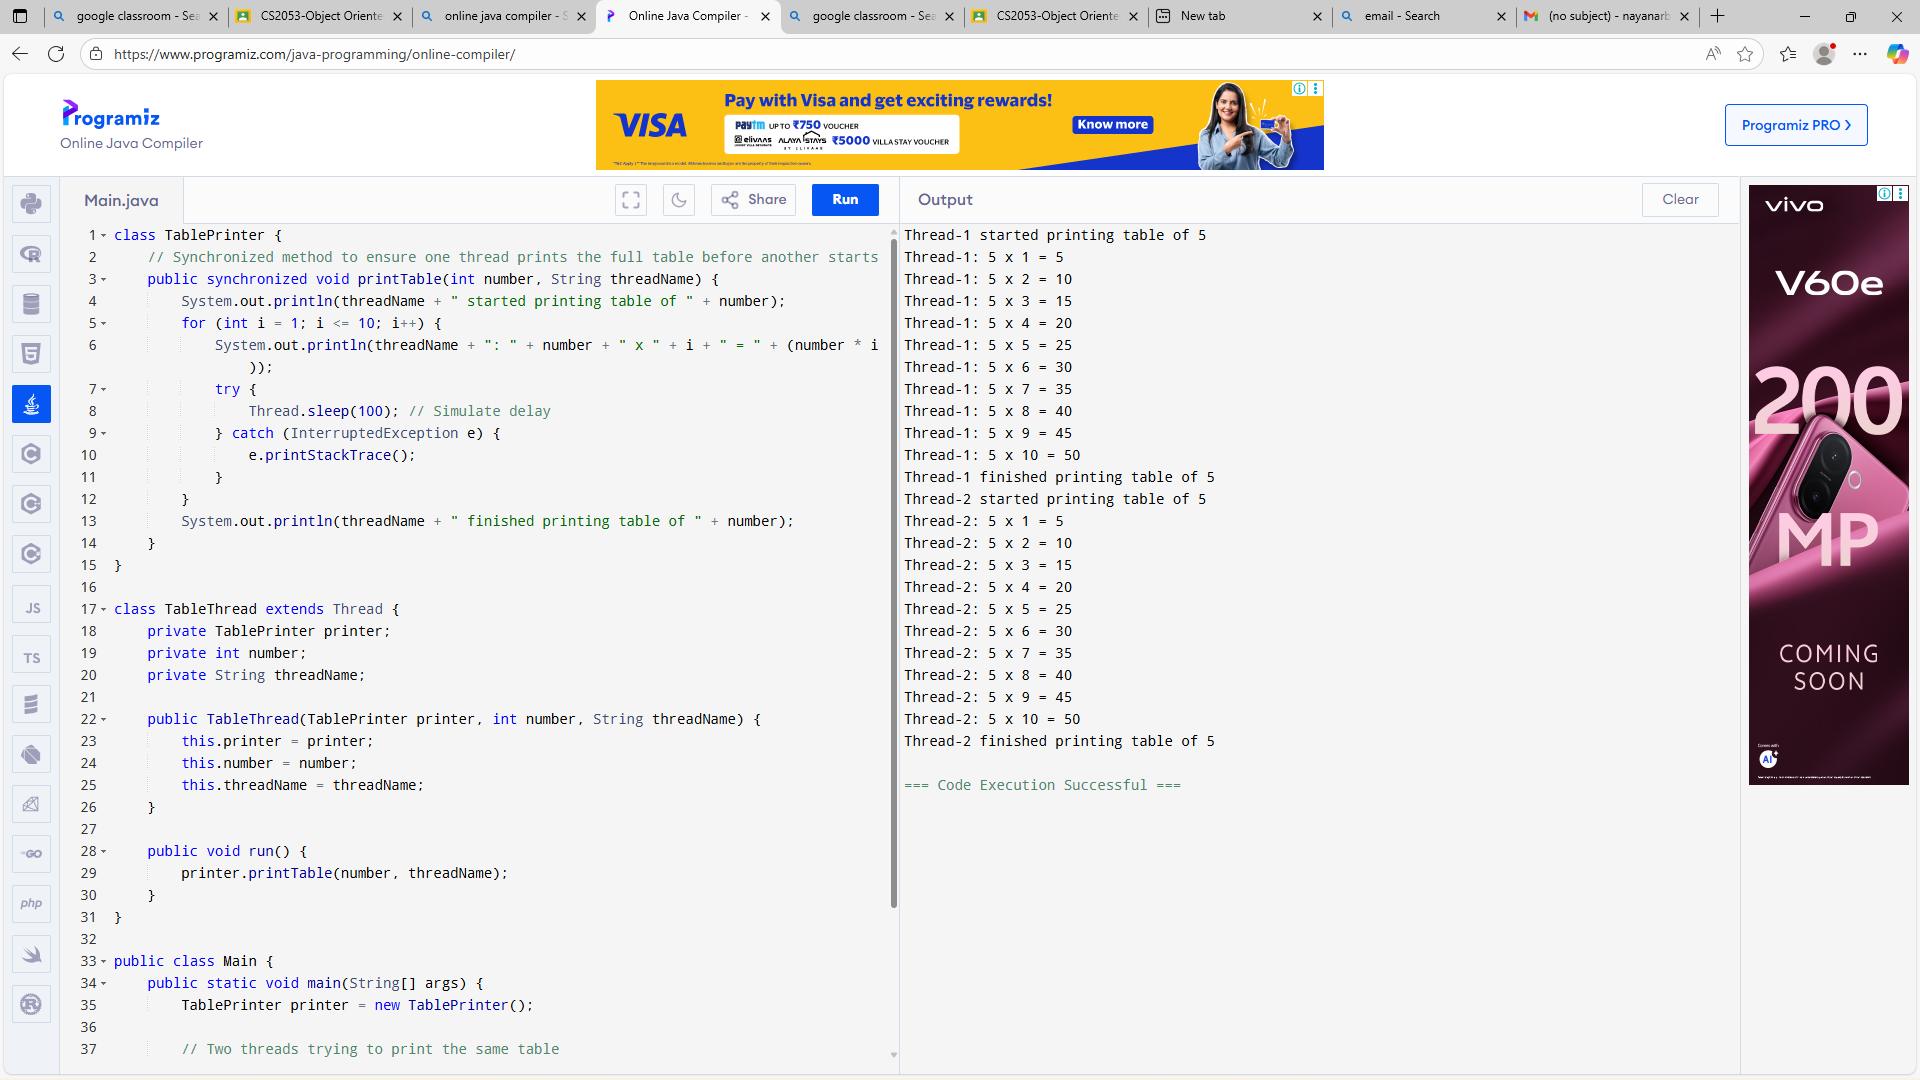 google classroom - Sea
CS2053-Object Oriente
online java compiler - S
Online Java Compiler -
google classroom - Sea
CS2053-Object Oriente
New tab
email - Search
(no subject) - nayanarb
https://www.programiz.com/java-programming/online-compiler/
Programiz
Online Java Compiler
VISA
Pay with Visa and get exciting rewards!
paytm UP TO ₹750 VOUCHER
elivaas ALAYA STAYS BY ELIVAAS ₹5000 VILLA STAY VOUCHER
Know more
Programiz PRO
Main.java
Share
Run
Output
Clear
1 class TablePrinter {
2 // Synchronized method to ensure one thread prints the full table before another starts
3 public synchronized void printTable(int number, String threadName) {
4 System.out.println(threadName + " started printing table of " + number);
5 for (int i = 1; i <= 10; i++) {
6 System.out.println(threadName + ": " + number + " x " + i + " = " + (number * i
));
7 try {
8 Thread.sleep(100); // Simulate delay
9 } catch (InterruptedException e) {
10 e.printStackTrace();
11 }
12 }
13 System.out.println(threadName + " finished printing table of " + number);
14 }
15 }
16
17 class TableThread extends Thread {
18 private TablePrinter printer;
19 private int number;
20 private String threadName;
21
22 public TableThread(TablePrinter printer, int number, String threadName) {
23 this.printer = printer;
24 this.number = number;
25 this.threadName = threadName;
26 }
27
28 public void run() {
29 printer.printTable(number, threadName);
30 }
31 }
32
33 public class Main {
34 public static void main(String[] args) {
35 TablePrinter printer = new TablePrinter();
36
37 // Two threads trying to print the same table
JS
TS
GO
php
Thread-1 started printing table of 5
Thread-1: 5 x 1 = 5
Thread-1: 5 x 2 = 10
Thread-1: 5 x 3 = 15
Thread-1: 5 x 4 = 20
Thread-1: 5 x 5 = 25
Thread-1: 5 x 6 = 30
Thread-1: 5 x 7 = 35
Thread-1: 5 x 8 = 40
Thread-1: 5 x 9 = 45
Thread-1: 5 x 10 = 50
Thread-1 finished printing table of 5
Thread-2 started printing table of 5
Thread-2: 5 x 1 = 5
Thread-2: 5 x 2 = 10
Thread-2: 5 x 3 = 15
Thread-2: 5 x 4 = 20
Thread-2: 5 x 5 = 25
Thread-2: 5 x 6 = 30
Thread-2: 5 x 7 = 35
Thread-2: 5 x 8 = 40
Thread-2: 5 x 9 = 45
Thread-2: 5 x 10 = 50
Thread-2 finished printing table of 5
=== Code Execution Successful ===
vivo
V60e
200
MP
COMING
SOON
Comes with
AI